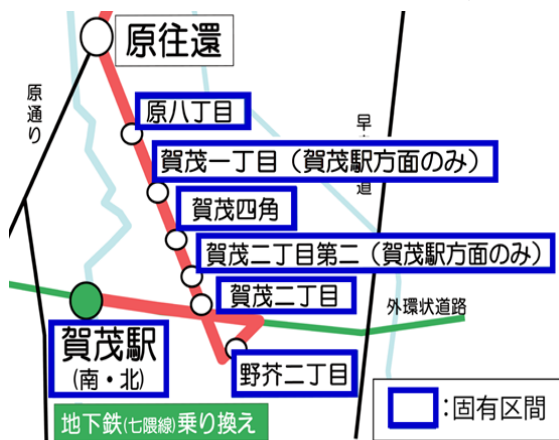 原往還
原通り
原八丁目
早
道
賀茂一丁目（賀茂駅方面のみ）
賀茂四角
賀茂二丁目第二（賀茂駅方面のみ）
賀茂二丁目
外環状道路
賀茂駅
(南・北)
野芥二丁目
地下鉄(七隈線)乗り換え
:固有区間